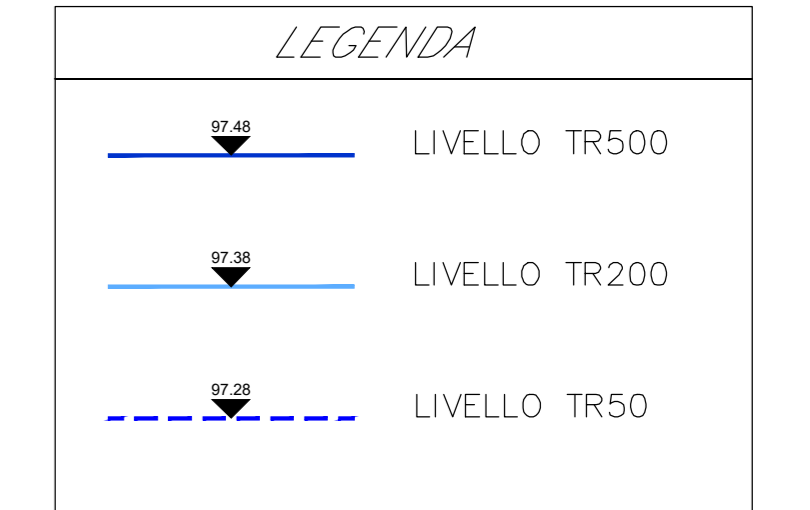 LEGENDA
97.48
LIVELLO TR500
97.38
LIVELLO TR200
97.28
LIVELLO TR50